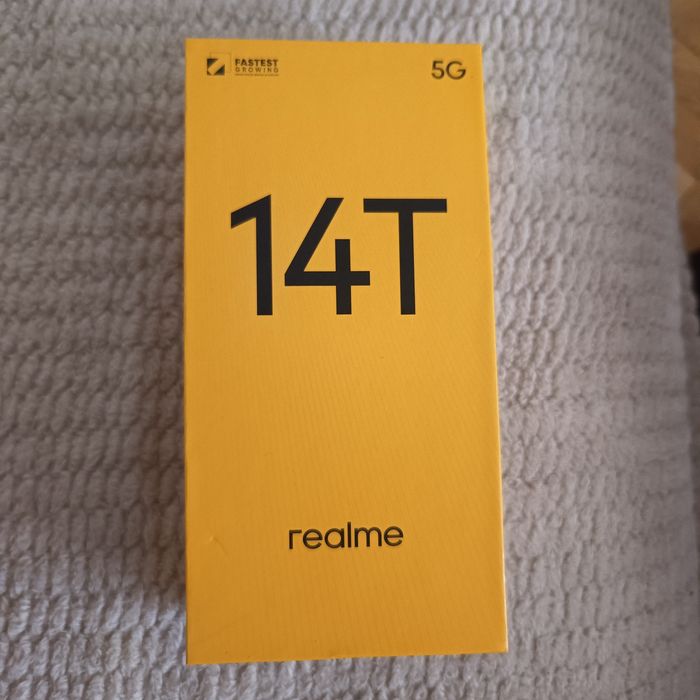 FASTEST
GROWING
5G
14T
realme